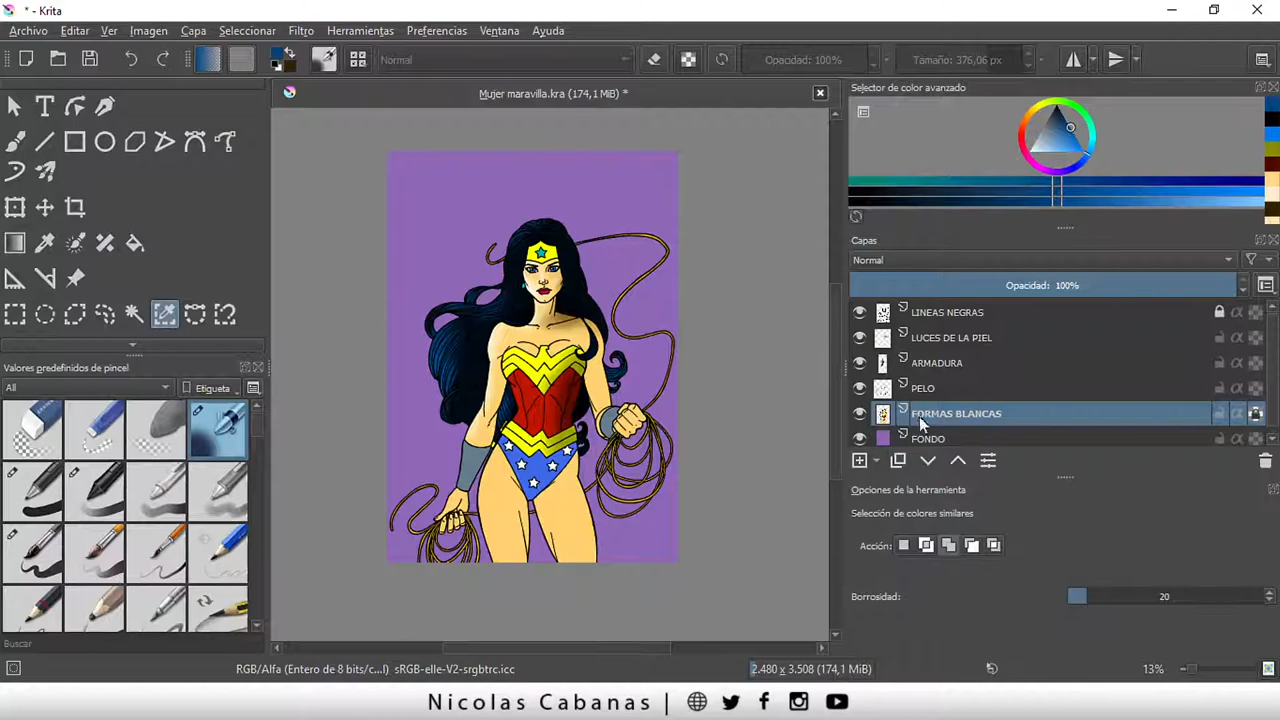 * - Krita
Archivo Editar Ver Imagen Capa Seleccionar Filtro Herramientas Preferencias Ventana Ayuda
Normal Opacidad: 100% Tamaño: 376,06 px
Mujer maravilla.kra (174,1 MiB) *
Selector de color avanzado
Capas
Normal
Opacidad: 100%
LINEAS NEGRAS
LUCES DE LA PIEL
ARMADURA
PELO
FORMAS BLANCAS
FONDO
Valores predefinidos de pincel
All Etiqueta
Opciones de la herramienta
Selección de colores similares
Acción:
Borrosidad: 20
Buscar
RGB/Alfa (Entero de 8 bits/c...l) sRGB-elle-V2-srgbtrc.icc 2.480 x 3.508 (174,1 MiB) 13%
Nicolas Cabanas |